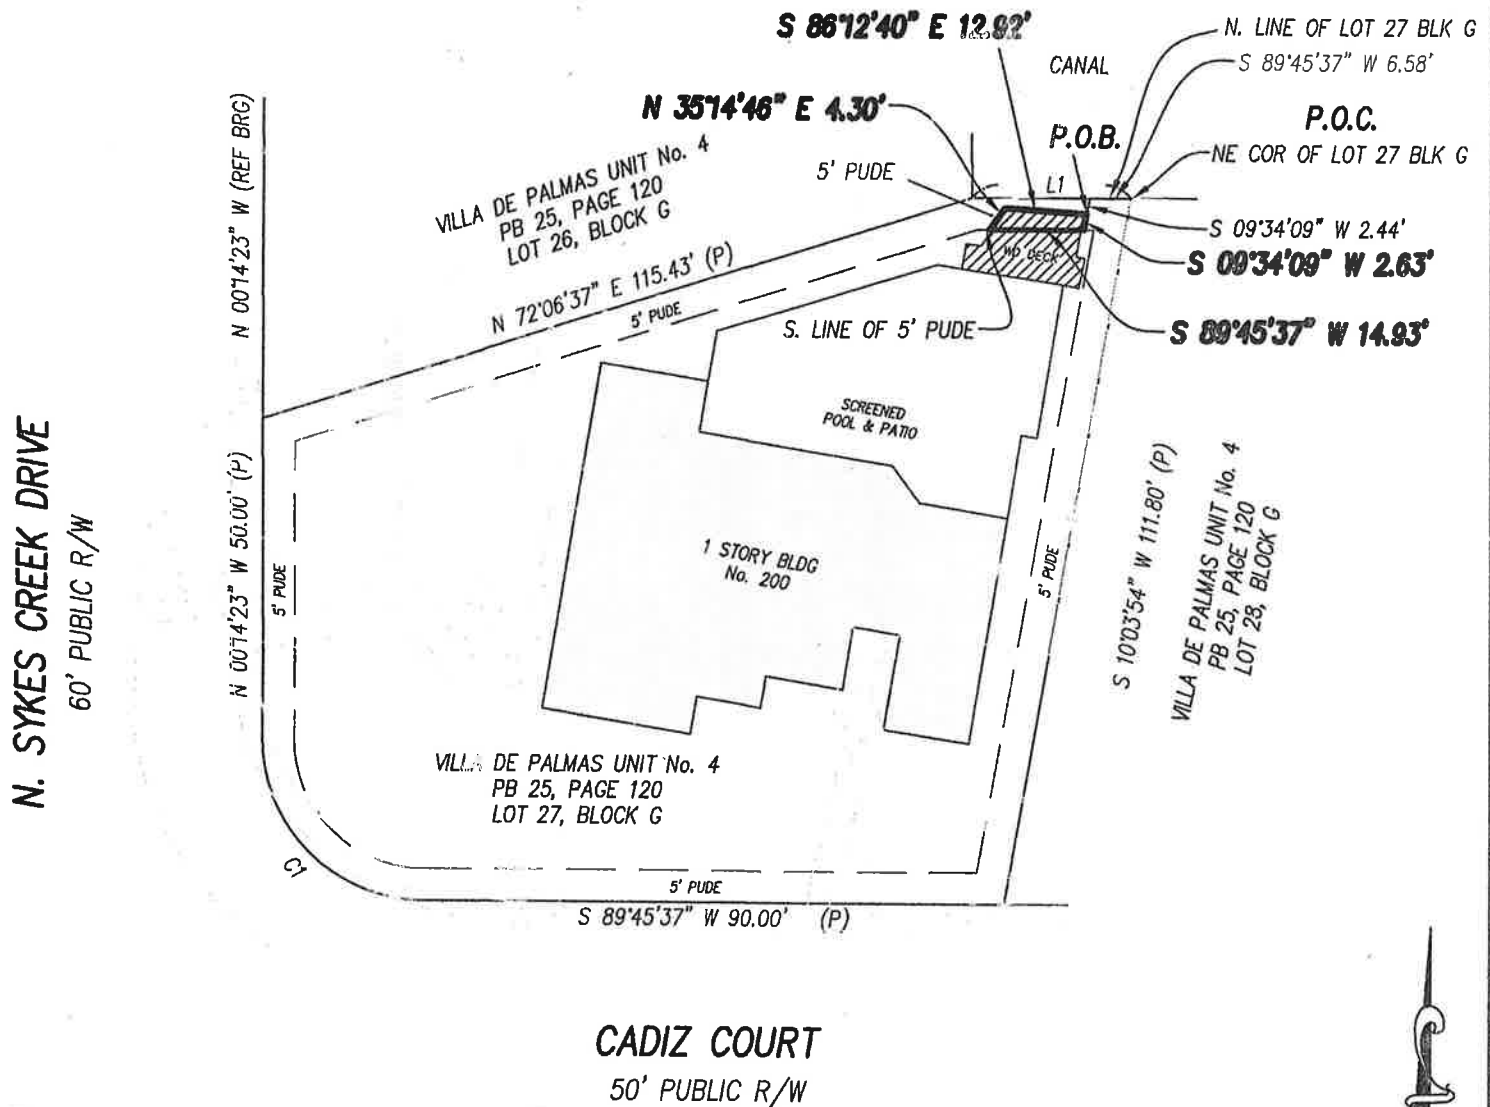 S 86°12'40" E 12.92'
N. LINE OF LOT 27 BLK G
CANAL
S 89°45'37" W 6.58'
N 35°14'46" E 4.30'
P.O.C.
P.O.B.
NE COR OF LOT 27 BLK G
5' PUDE
L1
VILLA DE PALMAS UNIT No. 4
PB 25, PAGE 120
LOT 26, BLOCK G
N 00°14'23" W (REF BRG)
S 09°34'09" W 2.44'
WD DECK
S 09°34'09" W 2.63'
N 72°06'37" E 115.43' (P)
5' PUDE
S. LINE OF 5' PUDE
S 89°45'37" W 14.93'
SCREENED
POOL & PATIO
N. SYKES CREEK DRIVE
60' PUBLIC R/W
N 00°14'23" W 50.00' (P)
5' PUDE
1 STORY BLDG
No. 200
5' PUDE
S 10°03'54" W 111.80' (P)
VILLA DE PALMAS UNIT No. 4
PB 25, PAGE 120
LOT 28, BLOCK G
VILLA DE PALMAS UNIT No. 4
PB 25, PAGE 120
LOT 27, BLOCK G
C1
5' PUDE
S 89°45'37" W 90.00' (P)
CADIZ COURT
50' PUBLIC R/W